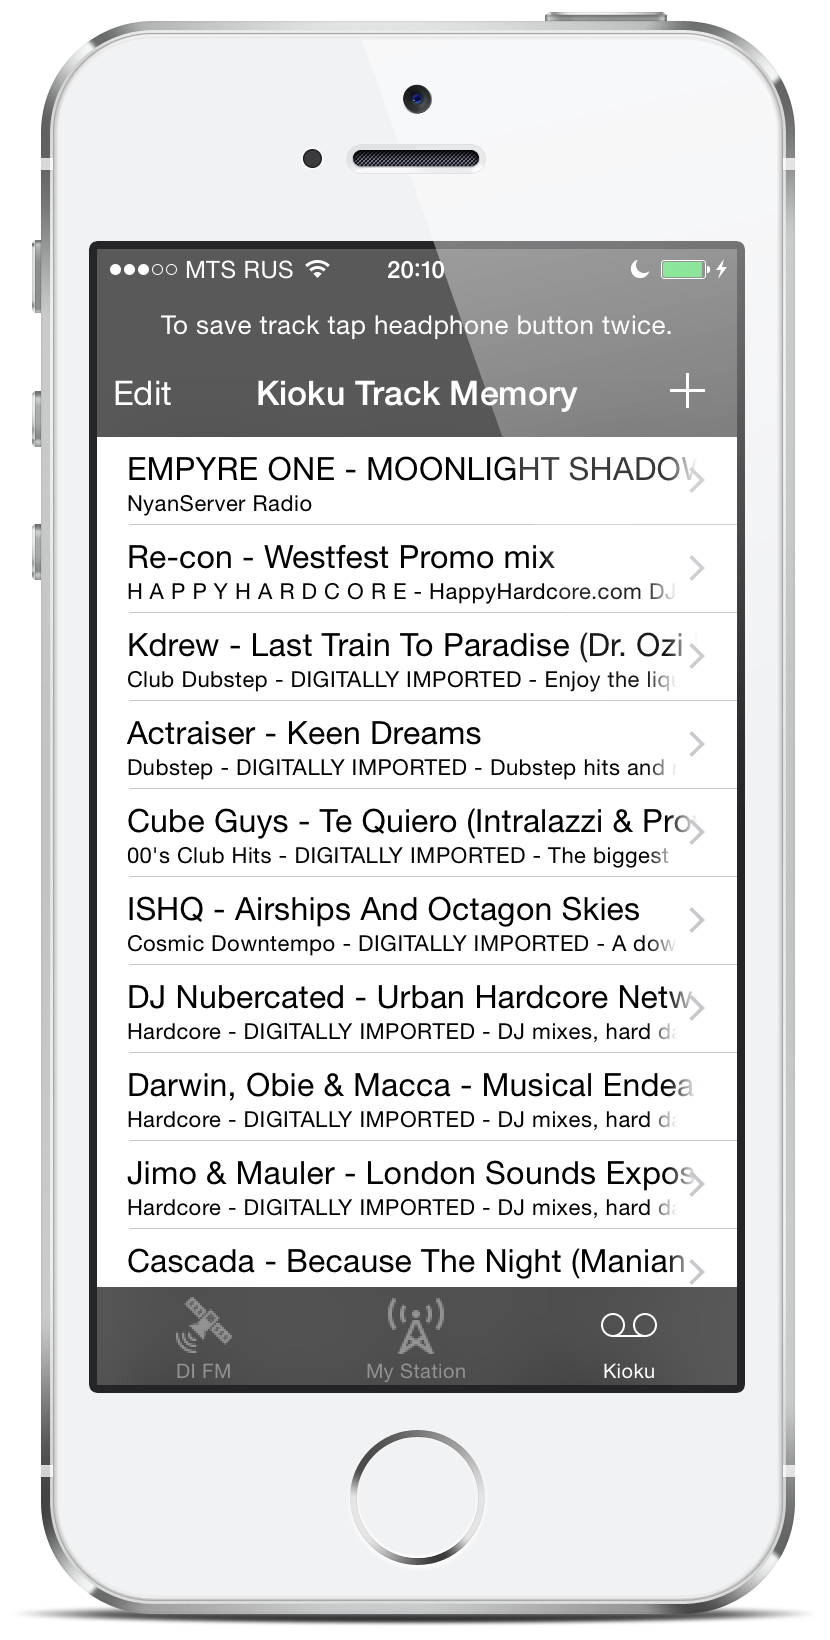 MTS RUS 20:10
To save track tap headphone button twice.
Edit Kioku Track Memory +
EMPYRE ONE - MOONLIGHT SHADOW
NyanServer Radio
Re-con - Westfest Promo mix
H A P P Y H A R D C O R E - HappyHardcore.com DJ
Kdrew - Last Train To Paradise (Dr. Ozi
Club Dubstep - DIGITALLY IMPORTED - Enjoy the liqu
Actraiser - Keen Dreams
Dubstep - DIGITALLY IMPORTED - Dubstep hits and
Cube Guys - Te Quiero (Intralazzi & Pro
00's Club Hits - DIGITALLY IMPORTED - The biggest
ISHQ - Airships And Octagon Skies
Cosmic Downtempo - DIGITALLY IMPORTED - A dow
DJ Nubercated - Urban Hardcore Netw
Hardcore - DIGITALLY IMPORTED - DJ mixes, hard da
Darwin, Obie & Macca - Musical Endea
Hardcore - DIGITALLY IMPORTED - DJ mixes, hard da
Jimo & Mauler - London Sounds Expos
Hardcore - DIGITALLY IMPORTED - DJ mixes, hard da
Cascada - Because The Night (Manian
DI FM My Station Kioku